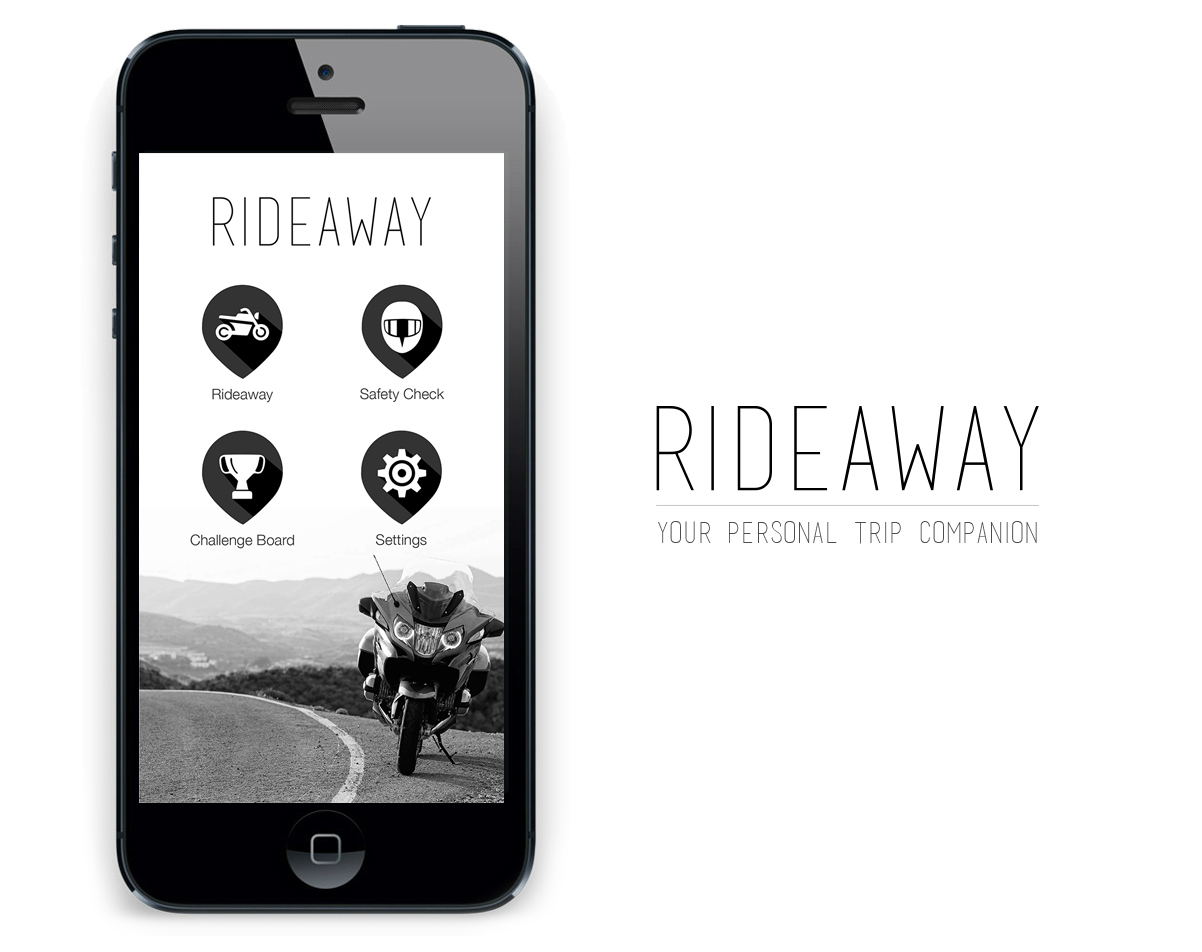 RIDEAWAY
Rideaway
Safety Check
Challenge Board
Settings
RIDEAWAY
YOUR PERSONAL TRIP COMPANION